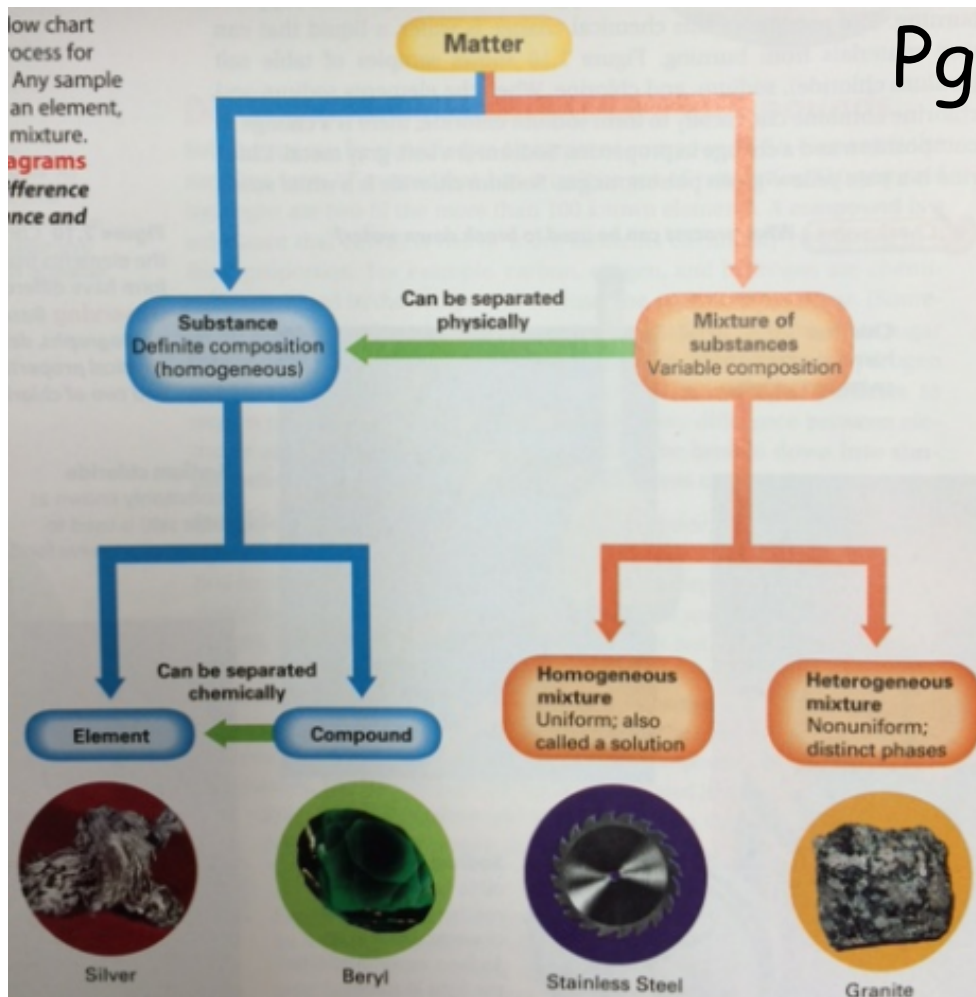 low chart
ocess for
Any sample
an element,
mixture.
agrams
ifference
nce and
Pg
Matter
Can be separated
physically
Substance
Definite composition
(homogeneous)
Mixture of
substances
Variable composition
Can be separated
chemically
Element
Compound
Homogeneous
mixture
Uniform; also
called a solution
Heterogeneous
mixture
Nonuniform;
distinct phases
Silver
Beryl
Stainless Steel
Granite